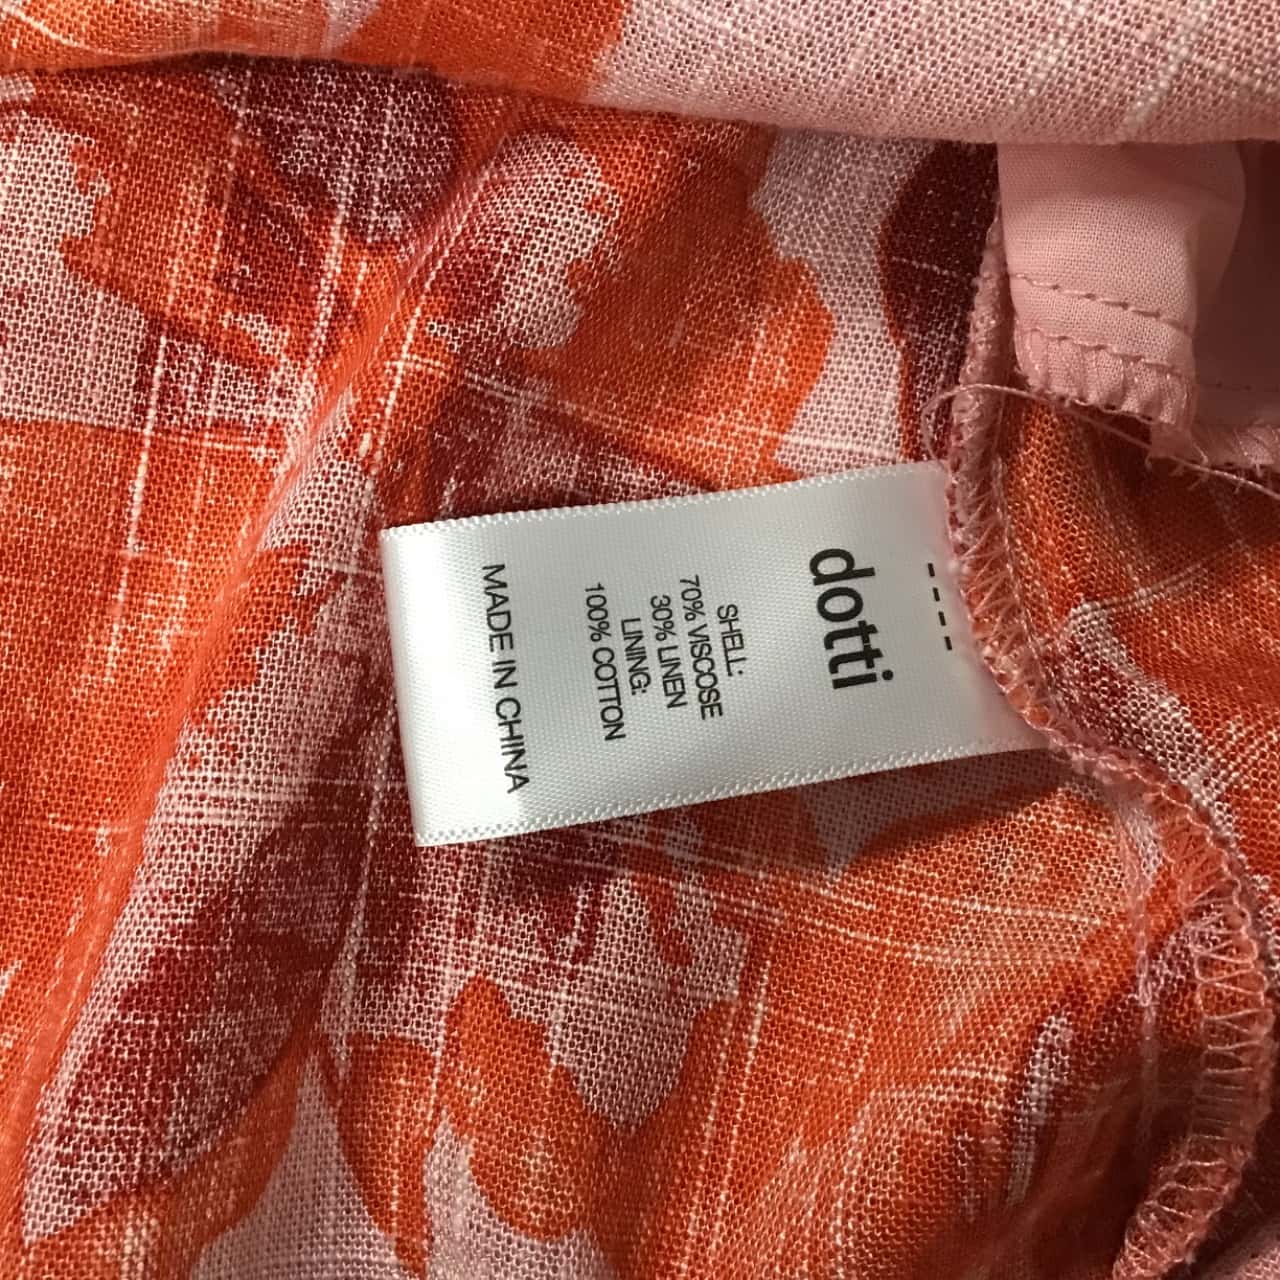 dotti
SHELL:
70% VISCOSE
30% LINEN
LINING:
100% COTTON
MADE IN CHINA